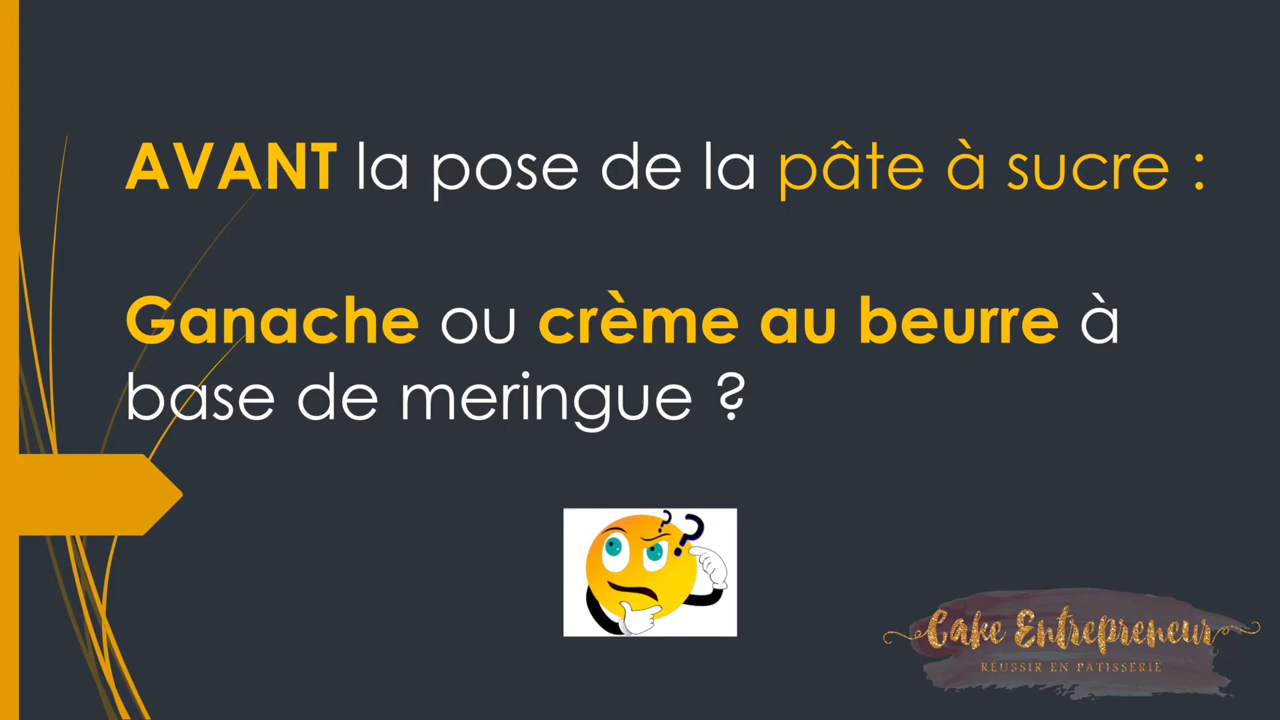 AVANT la pose de la pâte à sucre :
Ganache ou crème au beurre à
base de meringue ?
? ?
Cake Entrepreneur
RÉUSSIR EN PÂTISSERIE